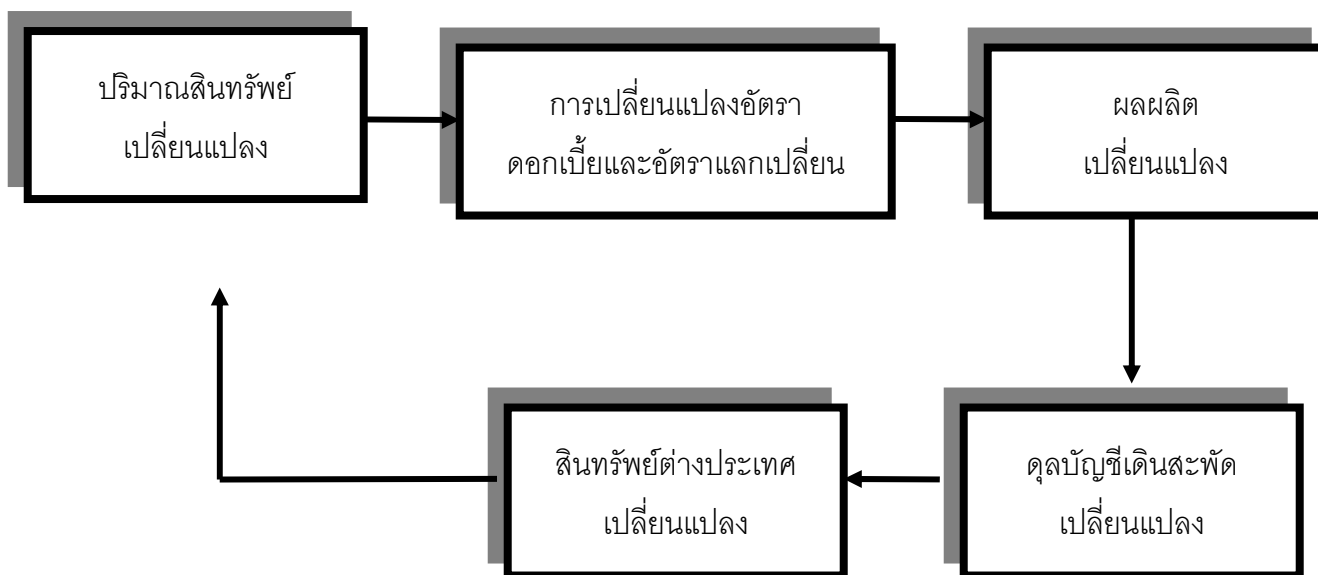 ปริมาณสินทรัพย์
เปลี่ยนแปลง
การเปลี่ยนแปลงอัตรา
ดอกเบี้ยและอัตราแลกเปลี่ยน
ผลผลิต
เปลี่ยนแปลง
สินทรัพย์ต่างประเทศ
เปลี่ยนแปลง
ดุลบัญชีเดินสะพัด
เปลี่ยนแปลง